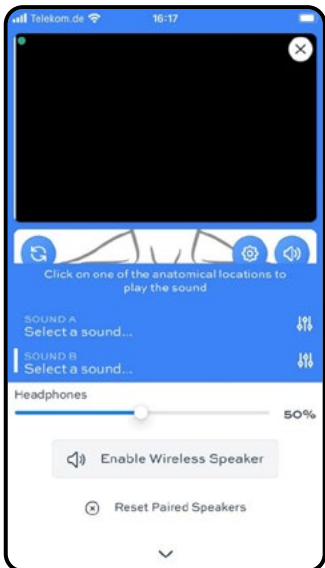 Telekom.de 16:17
Click on one of the anatomical locations to
play the sound
SOUND A
Select a sound...
SOUND B
Select a sound...
Headphones
50%
Enable Wireless Speaker
Reset Paired Speakers